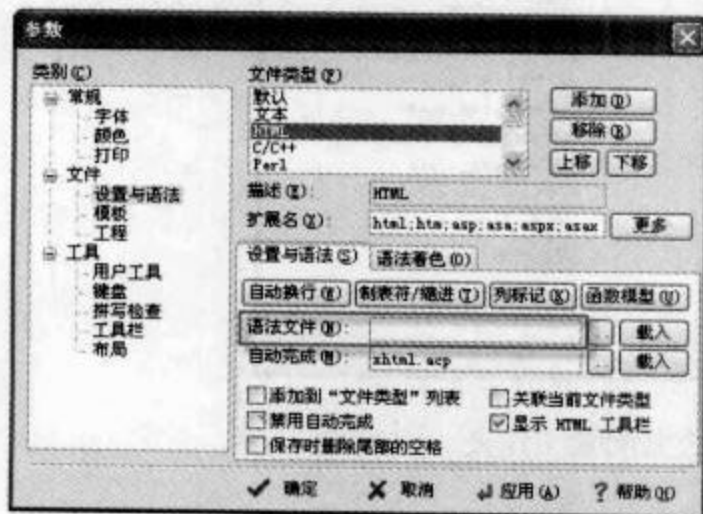 参数
类别(C)
常规
字体
颜色
打印
文件
设置与语法
模板
工程
工具
用户工具
键盘
拼写检查
工具栏
布局
文件类型(F)
默认
文本
HTML
C/C++
Perl
添加(D)
移除(R)
上移 下移
描述(E): HTML
扩展名(X): html;htm;asp;asa;aspx;asax 更多
设置与语法(S) 语法着色(O)
自动换行(W) 制表符/缩进(T) 列标记(K) 函数模型(U)
语法文件(N): .. 载入
自动完成(M): xhtml.acp .. 载入
添加到“文件类型”列表 关联当前文件类型
禁用自动完成 显示 HTML 工具栏
保存时删除尾部的空格
确定 取消 应用(A) 帮助(Q)